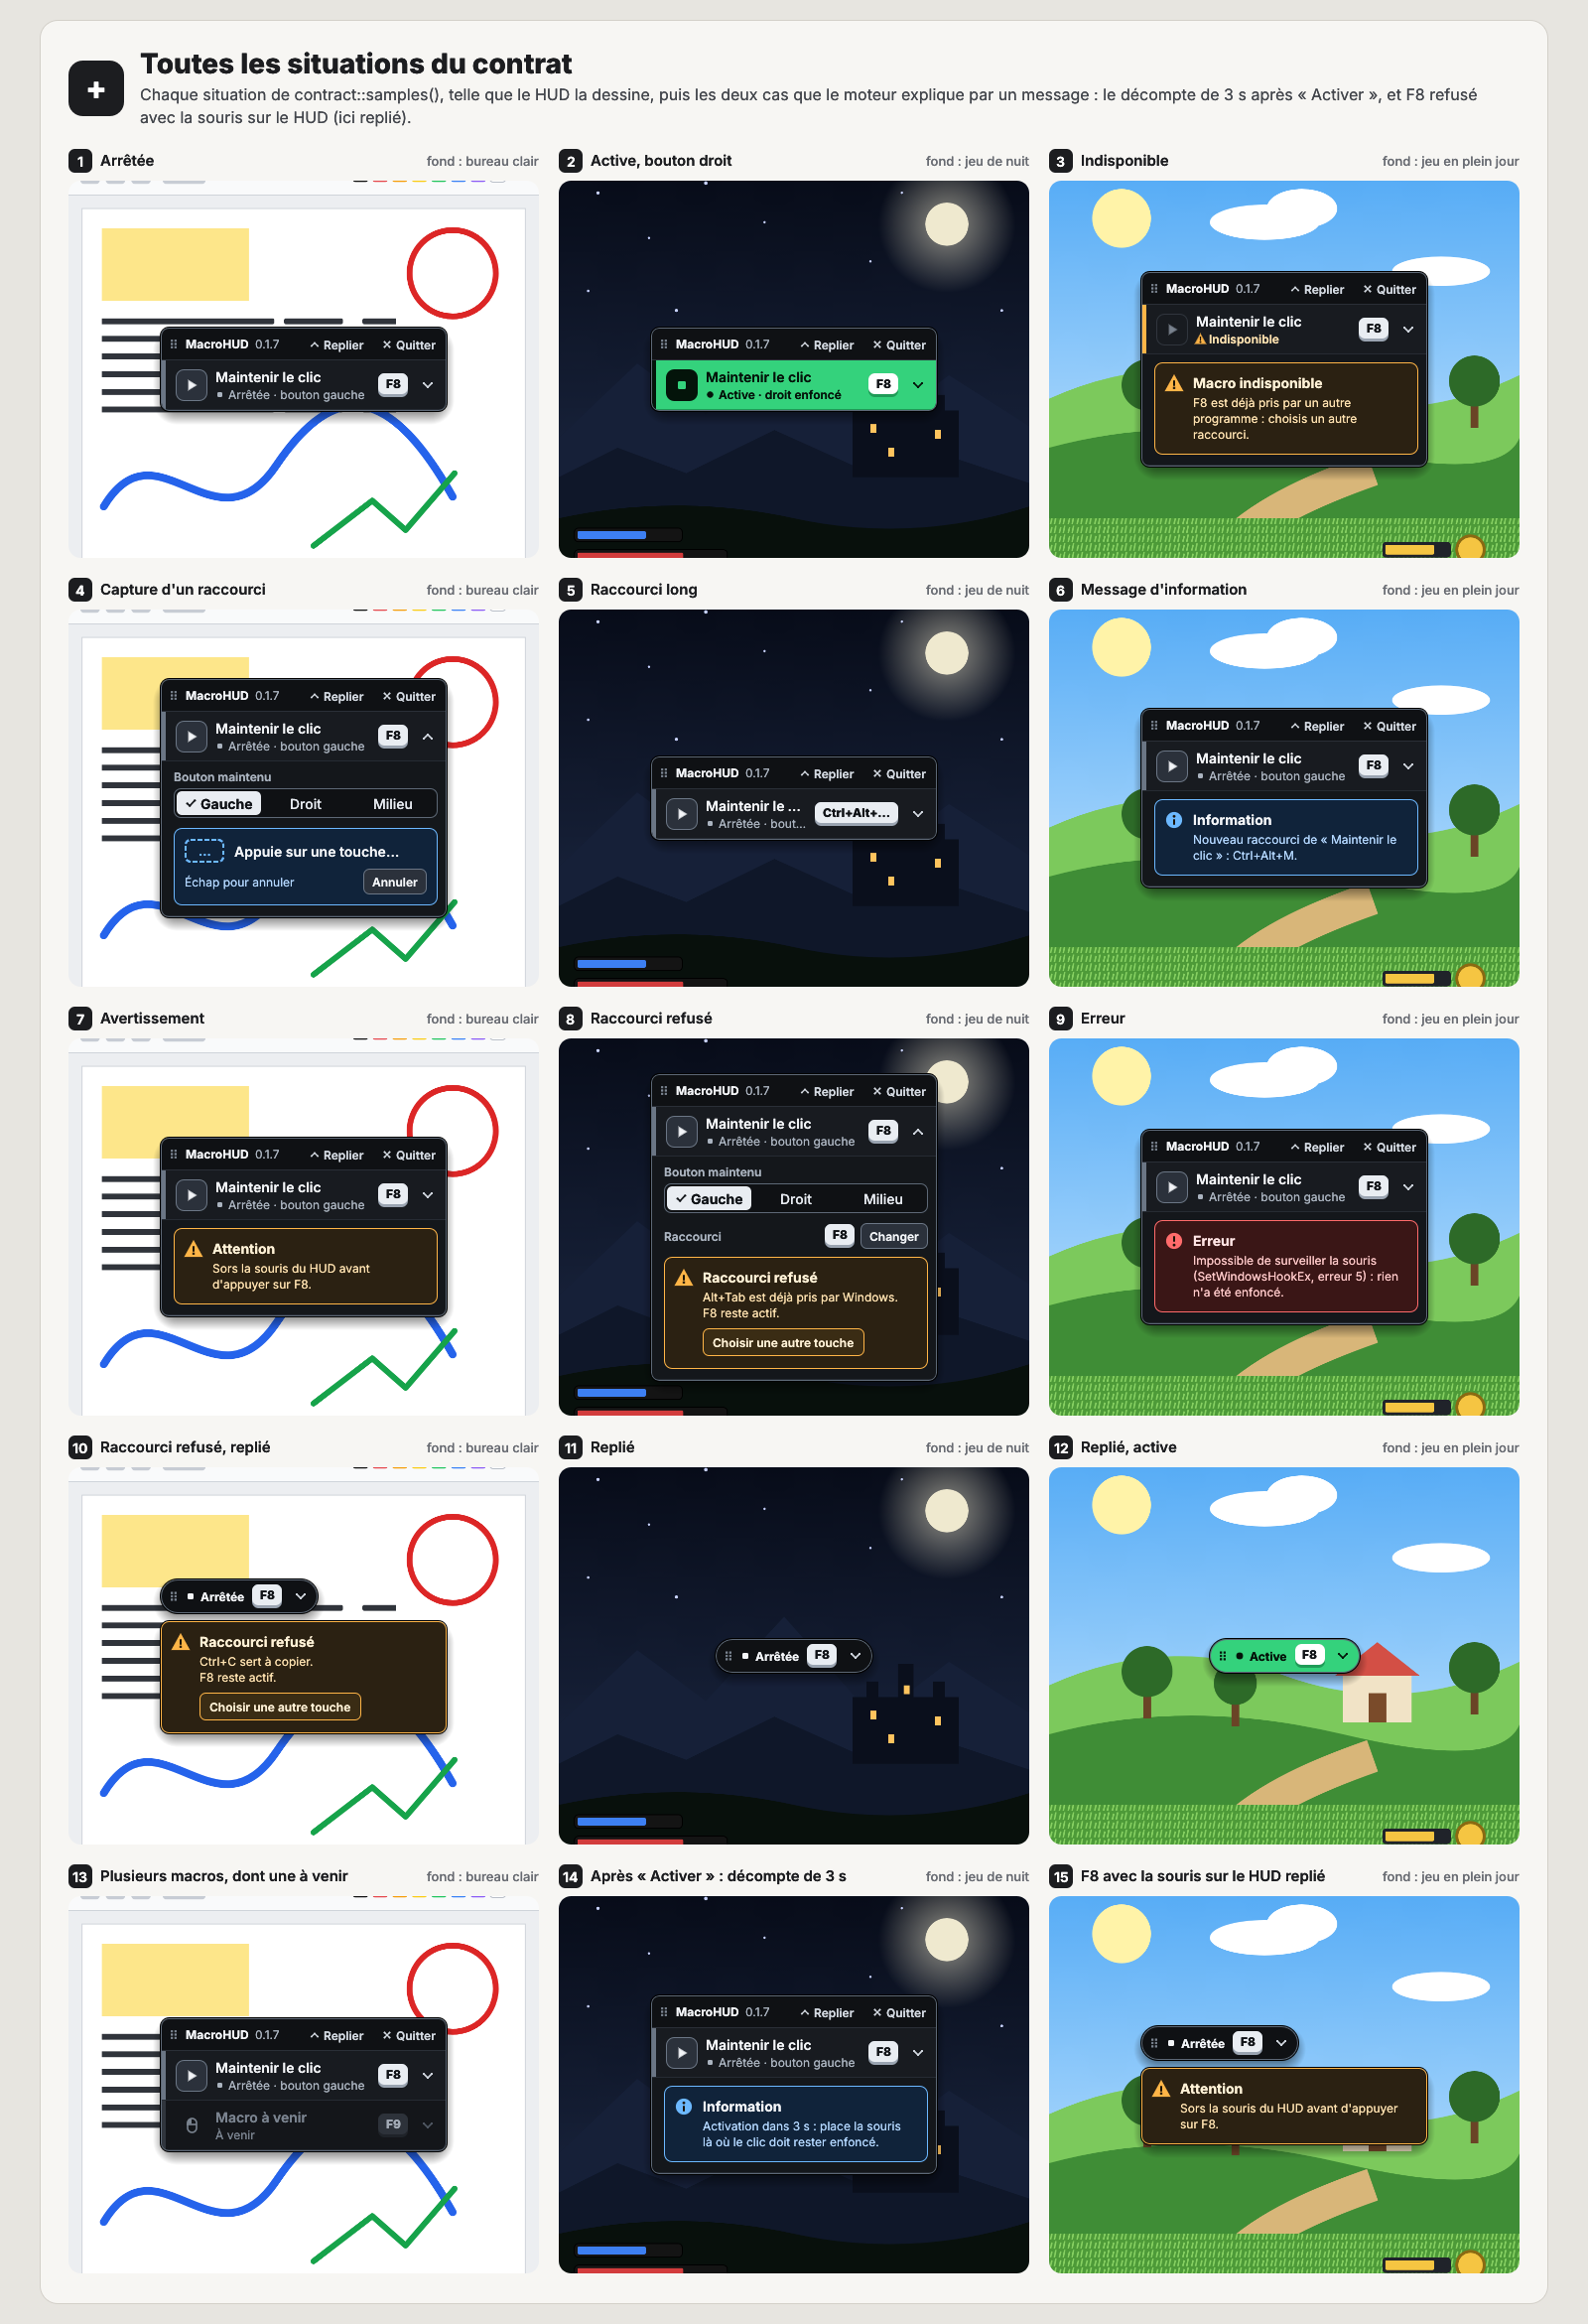 Toutes les situations du contrat
Chaque situation de contract::samples(), telle que le HUD la dessine, puis les deux cas que le moteur explique par un message : le décompte de 3 s après « Activer », et F8 refusé
avec la souris sur le HUD (ici replié).
1 Arrêtée fond : bureau clair
MacroHUD 0.1.7 Replier Quitter
Maintenir le clic F8
Arrêtée · bouton gauche
2 Active, bouton droit fond : jeu de nuit
MacroHUD 0.1.7 Replier Quitter
Maintenir le clic F8
Active · droit enfoncé
3 Indisponible fond : jeu en plein jour
MacroHUD 0.1.7 Replier Quitter
Maintenir le clic F8
Indisponible
Macro indisponible
F8 est déjà pris par un autre
programme : choisis un autre
raccourci.
4 Capture d'un raccourci fond : bureau clair
MacroHUD 0.1.7 Replier Quitter
Maintenir le clic F8
Arrêtée · bouton gauche
Bouton maintenu
Gauche Droit Milieu
... Appuie sur une touche...
Échap pour annuler Annuler
5 Raccourci long fond : jeu de nuit
MacroHUD 0.1.7 Replier Quitter
Maintenir le ... Ctrl+Alt+...
Arrêtée · bout...
6 Message d'information fond : jeu en plein jour
MacroHUD 0.1.7 Replier Quitter
Maintenir le clic F8
Arrêtée · bouton gauche
Information
Nouveau raccourci de « Maintenir le
clic » : Ctrl+Alt+M.
7 Avertissement fond : bureau clair
MacroHUD 0.1.7 Replier Quitter
Maintenir le clic F8
Arrêtée · bouton gauche
Attention
Sors la souris du HUD avant
d'appuyer sur F8.
8 Raccourci refusé fond : jeu de nuit
MacroHUD 0.1.7 Replier Quitter
Maintenir le clic F8
Arrêtée · bouton gauche
Bouton maintenu
Gauche Droit Milieu
Raccourci F8 Changer
Raccourci refusé
Alt+Tab est déjà pris par Windows.
F8 reste actif.
Choisir une autre touche
9 Erreur fond : jeu en plein jour
MacroHUD 0.1.7 Replier Quitter
Maintenir le clic F8
Arrêtée · bouton gauche
Erreur
Impossible de surveiller la souris
(SetWindowsHookEx, erreur 5) : rien
n'a été enfoncé.
10 Raccourci refusé, replié fond : bureau clair
Arrêtée F8
Raccourci refusé
Ctrl+C sert à copier.
F8 reste actif.
Choisir une autre touche
11 Replié fond : jeu de nuit
Arrêtée F8
12 Replié, active fond : jeu en plein jour
Active F8
13 Plusieurs macros, dont une à venir fond : bureau clair
MacroHUD 0.1.7 Replier Quitter
Maintenir le clic F8
Arrêtée · bouton gauche
Macro à venir F9
À venir
14 Après « Activer » : décompte de 3 s fond : jeu de nuit
MacroHUD 0.1.7 Replier Quitter
Maintenir le clic F8
Arrêtée · bouton gauche
Information
Activation dans 3 s : place la souris
là où le clic doit rester enfoncé.
15 F8 avec la souris sur le HUD replié fond : jeu en plein jour
Arrêtée F8
Attention
Sors la souris du HUD avant d'appuyer
sur F8.